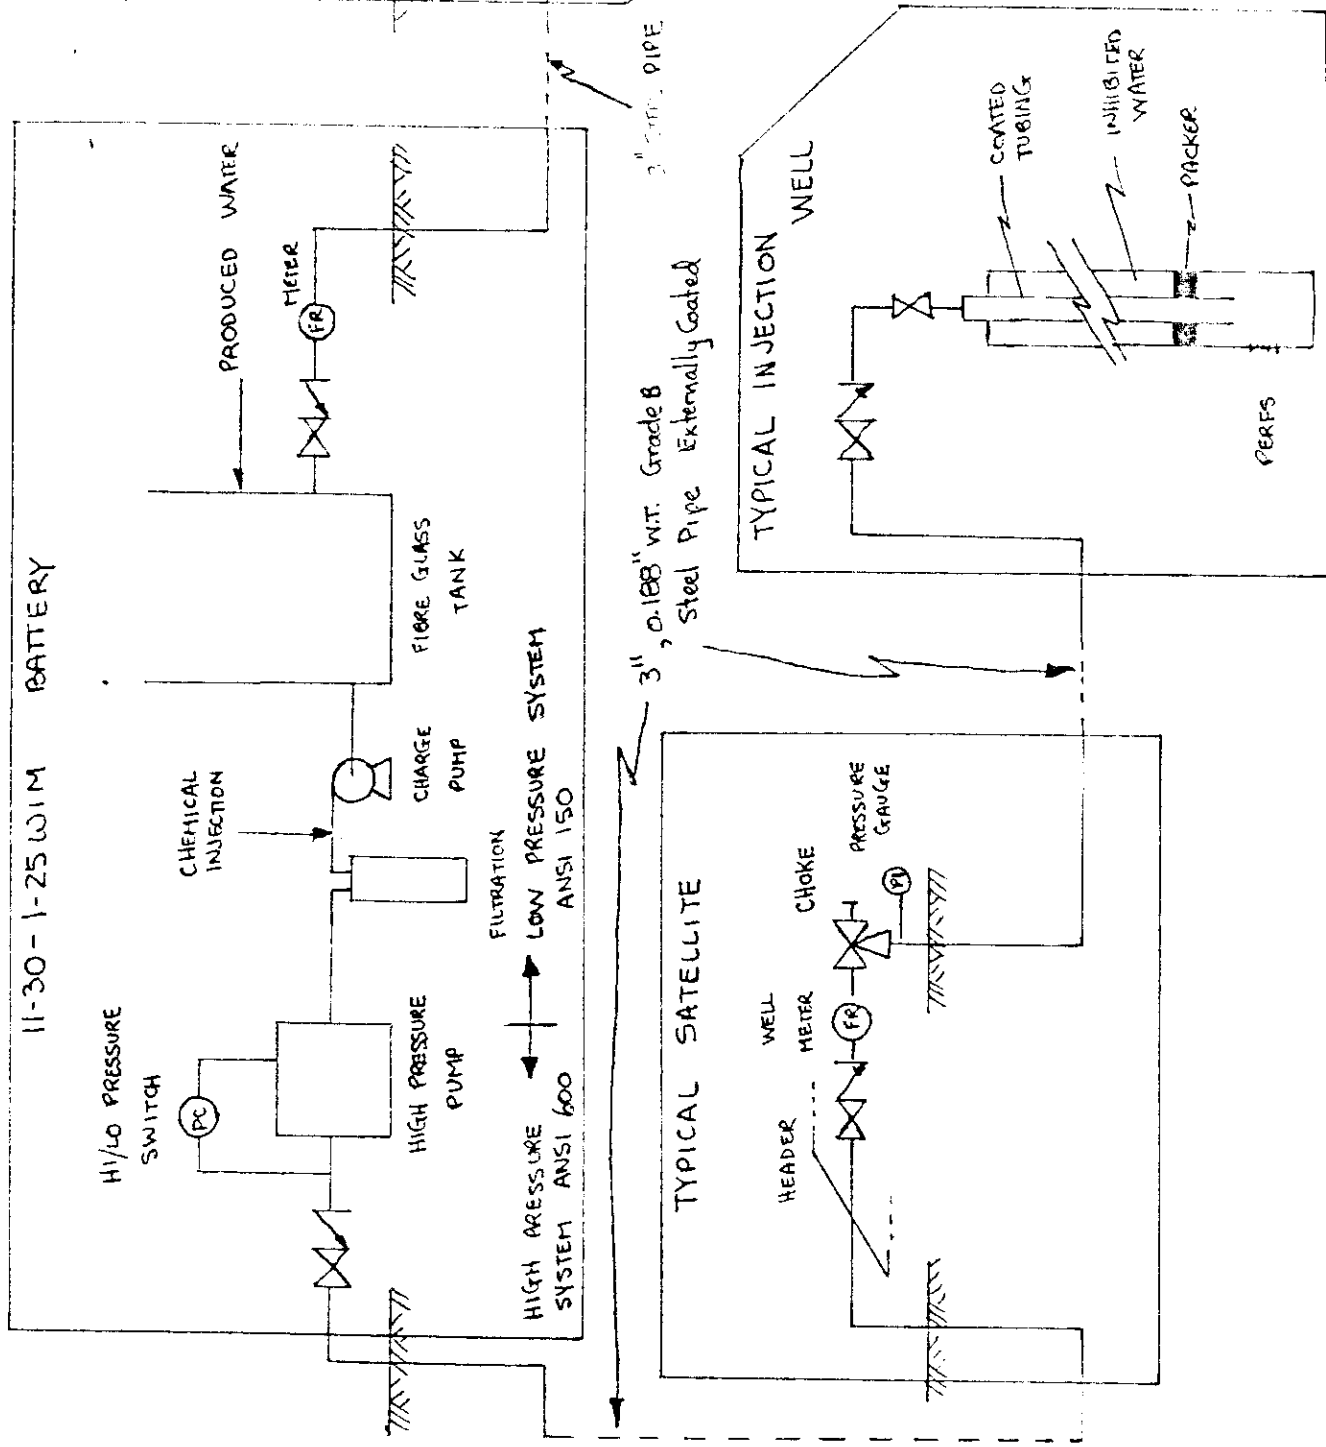 11-30-1-25W1M BATTERY
PRODUCED WATER
METER
FR
3" PIPE
FIBRE GLASS
TANK
CHEMICAL
INJECTION
CHARGE
PUMP
FILTRATION
HI/LO PRESSURE
SWITCH
PC
HIGH PRESSURE
PUMP
LOW PRESSURE SYSTEM
ANSI 150
HIGH PRESSURE
SYSTEM ANSI 600
3", 0.188" W.T. Grade B
Steel Pipe Externally Coated
TYPICAL SATELLITE
HEADER
WELL
METER
FR
CHOKE
PRESSURE
GAUGE
PI
TYPICAL INJECTION
WELL
COATED
TUBING
INHIBITED
WATER
PACKER
PERFS